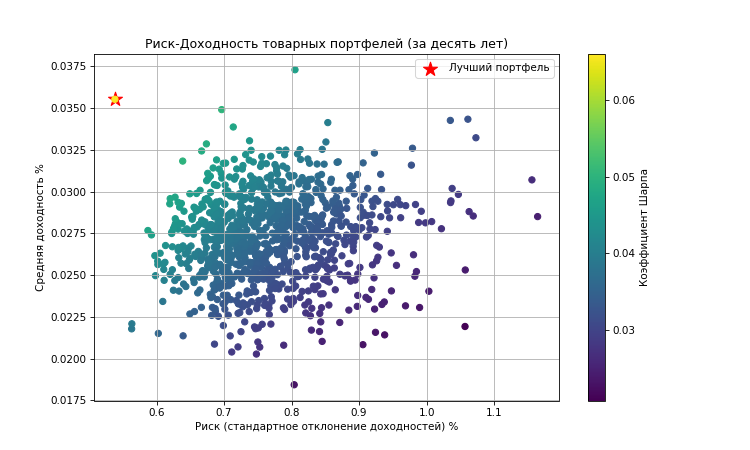 Риск-Доходность товарных портфелей (за десять лет)
Лучший портфель
0.0375
0.0350
0.0325
0.0300
0.0275
0.0250
0.0225
0.0200
0.0175
Средняя доходность %
0.6 0.7 0.8 0.9 1.0 1.1
Риск (стандартное отклонение доходностей) %
0.06
0.05
0.04
0.03
Коэффициент Шарпа